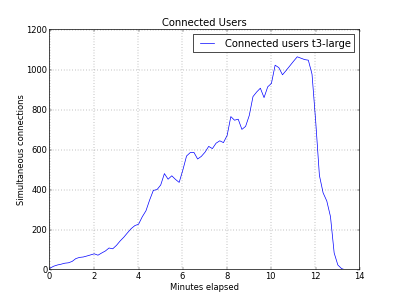 Connected Users
Connected users t3-large
1200
1000
800
600
400
200
0
Simultaneous connections
0 2 4 6 8 10 12 14
Minutes elapsed